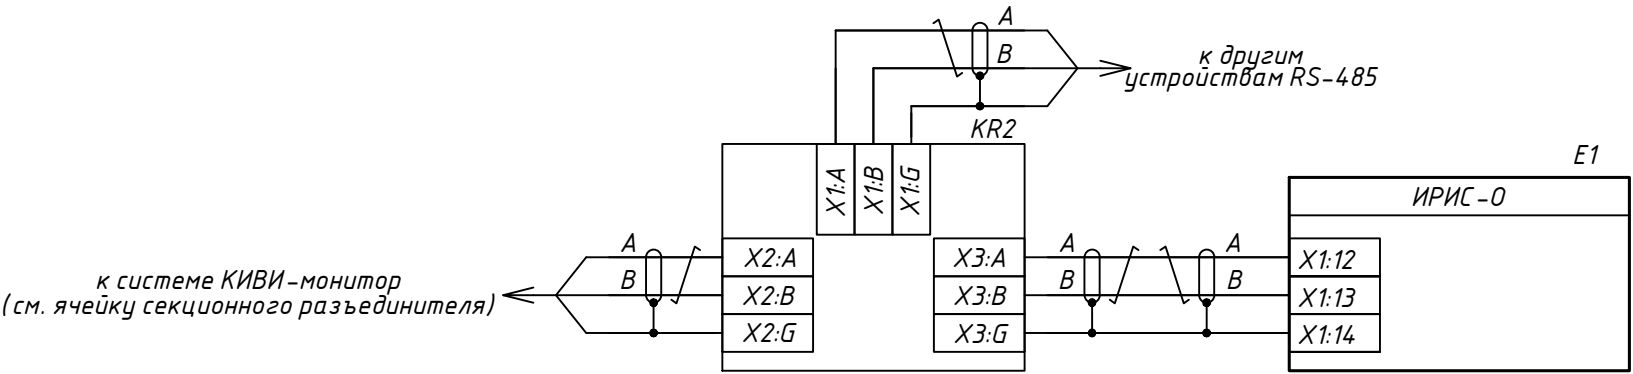 A
B
к другим
устройствам RS-485
KR2
X1:A
X1:B
X1:G
E1
ИРИС-О
A
B
X2:A
X2:B
X2:G
к системе КИВИ-монитор
(см. ячейку секционного разъединителя)
X3:A
X3:B
X3:G
A
B
A
B
X1:12
X1:13
X1:14